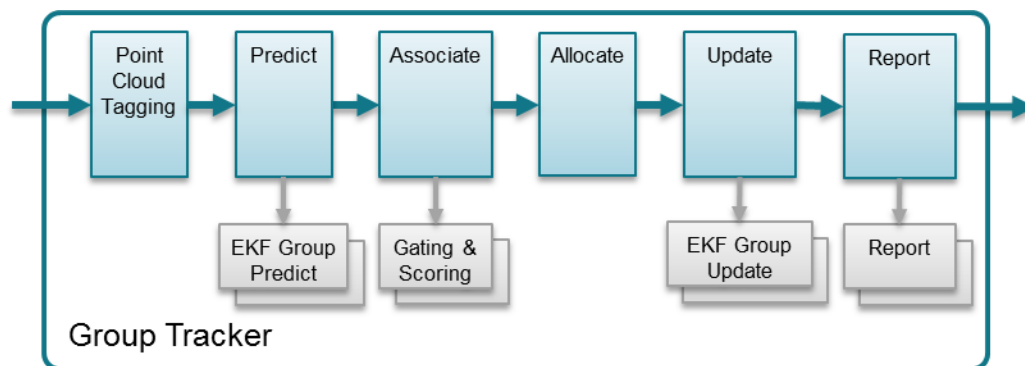 Point
Cloud
Tagging
Predict
Associate
Allocate
Update
Report
EKF Group
Predict
Gating &
Scoring
EKF Group
Update
Report
Group Tracker